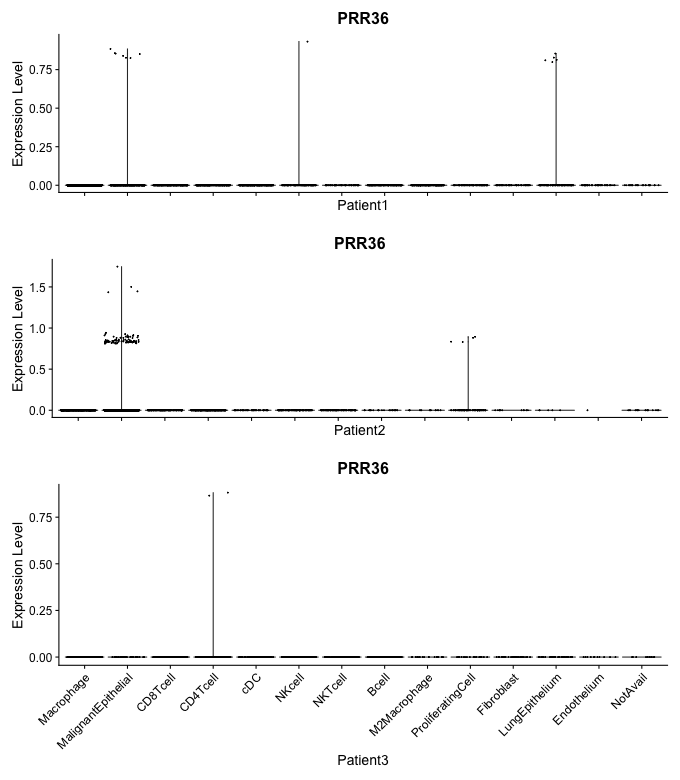 PRR36
Expression Level
0.75
0.50
0.25
0.00
Patient1
PRR36
Expression Level
1.5
1.0
0.5
0.0
Patient2
PRR36
Expression Level
0.75
0.50
0.25
0.00
Macrophage
MalignantEpithelial
CD8Tcell
CD4Tcell
cDC
NKcell
NKTcell
Bcell
M2Macrophage
ProliferatingCell
Fibroblast
LungEpithelium
Endothelium
NotAvail
Patient3